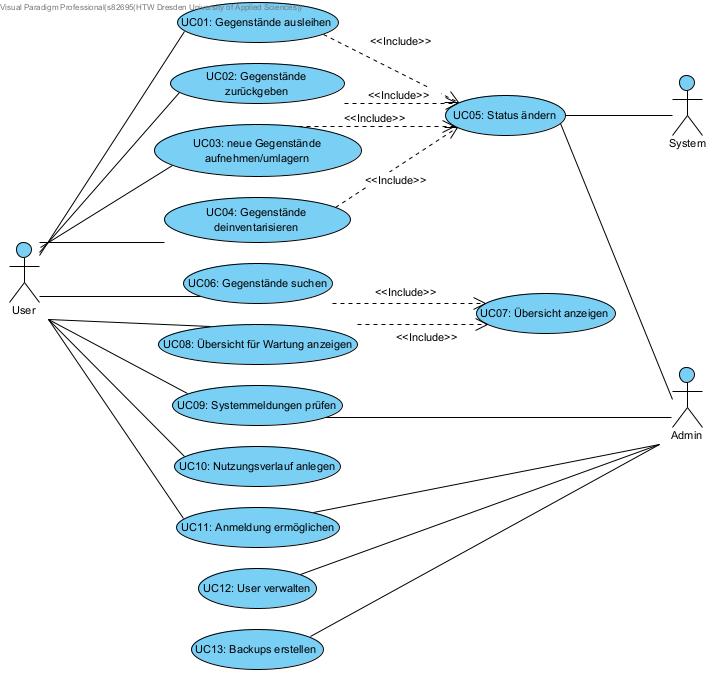 Visual Paradigm Professional(s82695(HTW Dresden University of Applied Sciences))
UC01: Gegenstände ausleihen
<<Include>>
UC02: Gegenstände
zurückgeben
<<Include>>
UC05: Status ändern
<<Include>>
UC03: neue Gegenstände
aufnehmen/umlagern
System
<<Include>>
UC04: Gegenstände
deinventarisieren
User
UC06: Gegenstände suchen
<<Include>>
UC07: Übersicht anzeigen
<<Include>>
UC08: Übersicht für Wartung anzeigen
UC09: Systemmeldungen prüfen
Admin
UC10: Nutzungsverlauf anlegen
UC11: Anmeldung ermöglichen
UC12: User verwalten
UC13: Backups erstellen